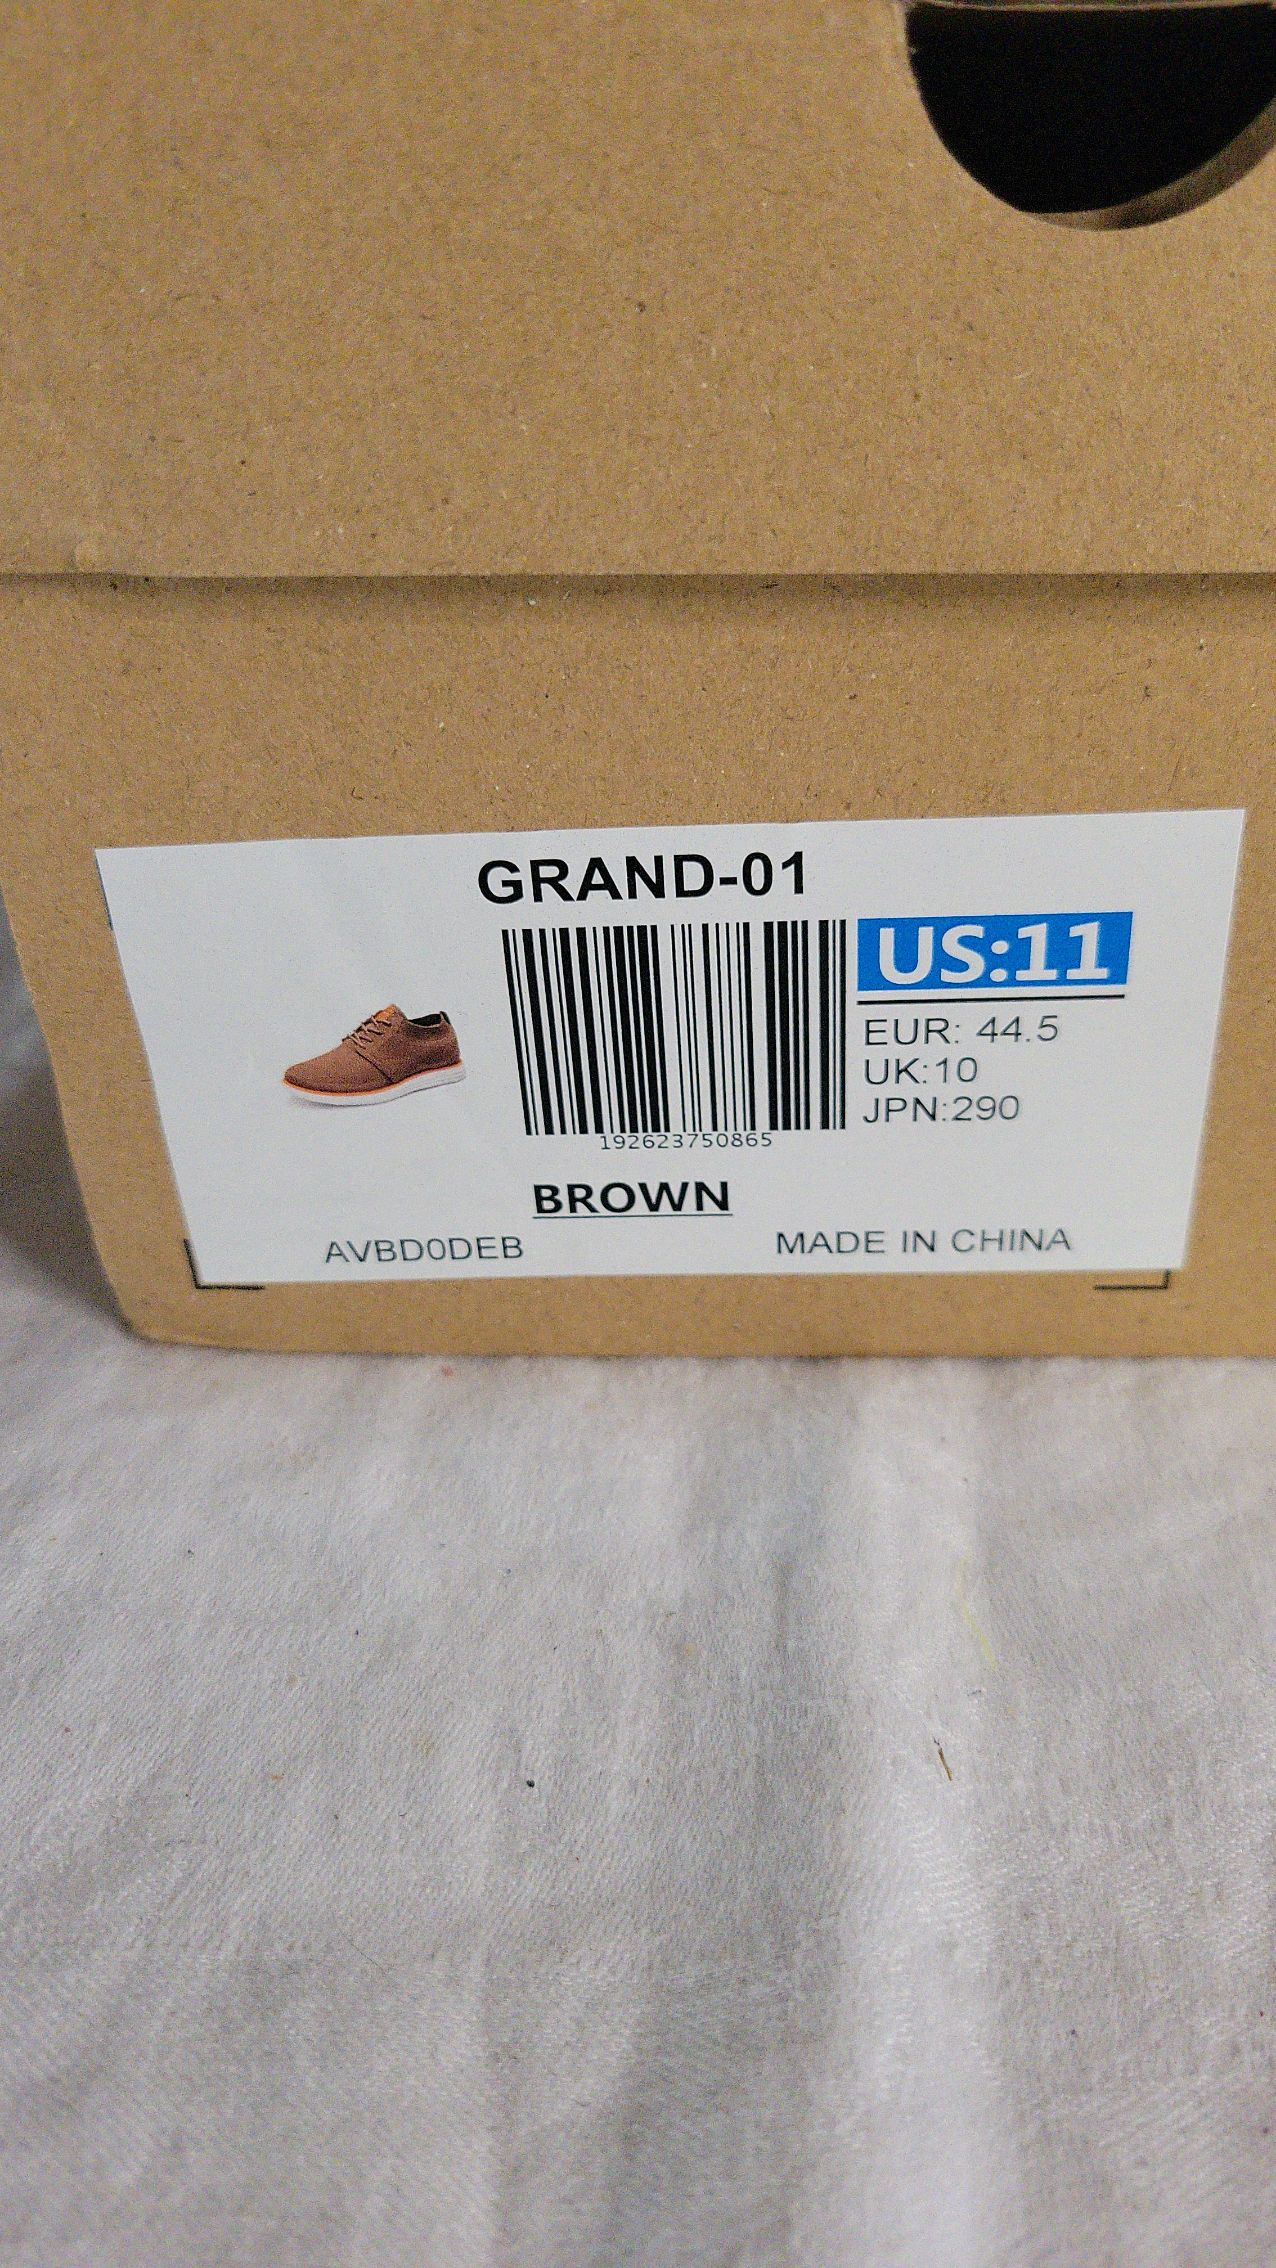 GRAND-01
US:11
EUR: 44.5
UK:10
JPN:290
192623750865
BROWN
AVBD0DEB
MADE IN CHINA